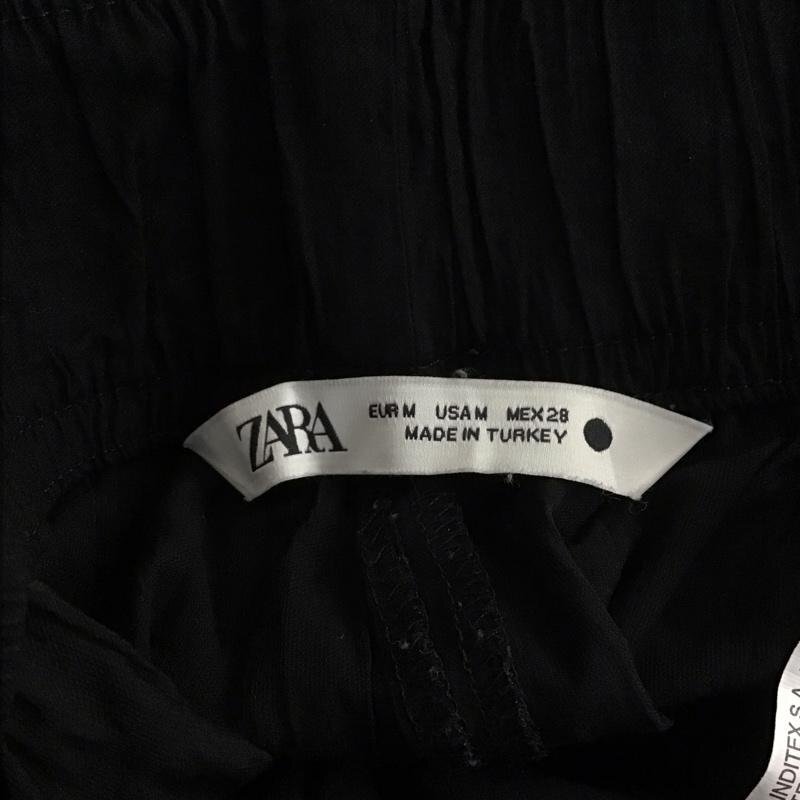 ZARA
EUR M USA M MEX 28
MADE IN TURKEY
INDITEX S.A